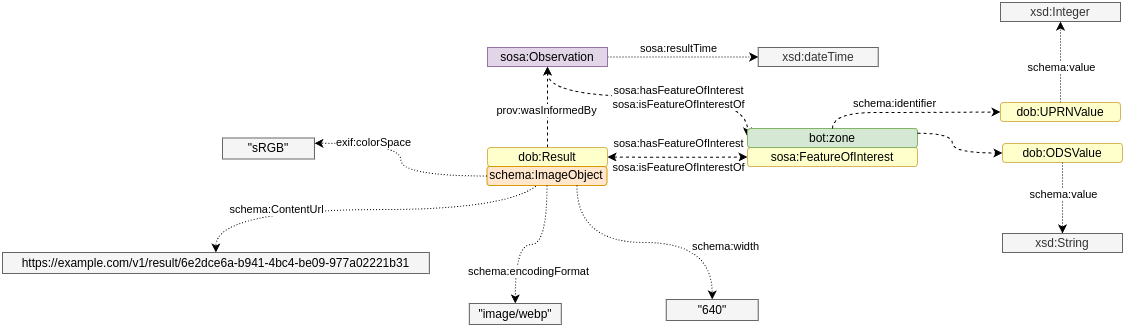 xsd:Integer
sosa:Observation
sosa:resultTime
xsd:dateTime
schema:value
sosa:hasFeatureOfInterest
sosa:isFeatureOfInterestOf
prov:wasInformedBy
schema:identifier
dob:UPRNValue
"sRGB"
exif:colorSpace
dob:Result
schema:ImageObject
sosa:hasFeatureOfInterest
sosa:isFeatureOfInterestOf
bot:zone
sosa:FeatureOfInterest
dob:ODSValue
schema:value
schema:ContentUrl
xsd:String
https://example.com/v1/result/6e2dce6a-b941-4bc4-be09-977a02221b31
schema:width
schema:encodingFormat
"image/webp"
"640"